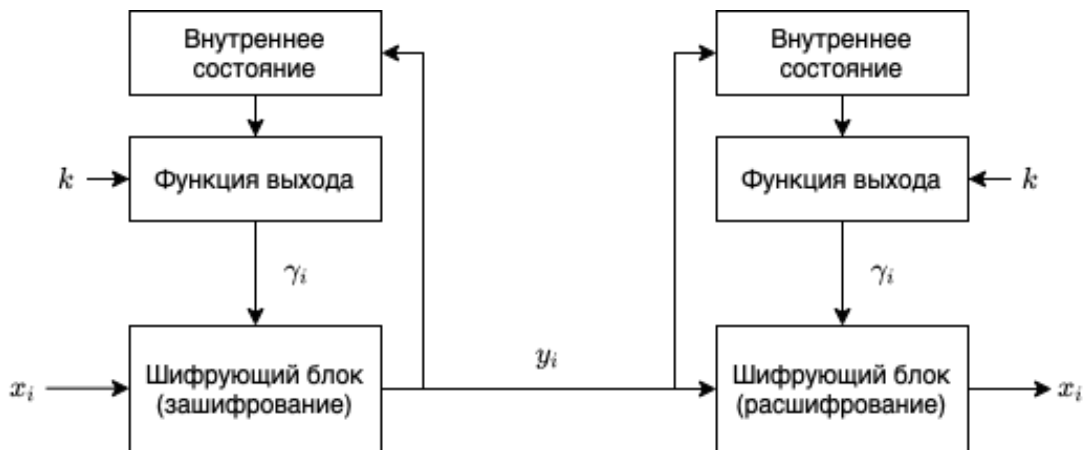 Внутреннее
состояние
Внутреннее
состояние
k
Функция выхода
Функция выхода
k
γᵢ
γᵢ
yᵢ
xᵢ
Шифрующий блок
(зашифрование)
Шифрующий блок
(расшифрование)
xᵢ